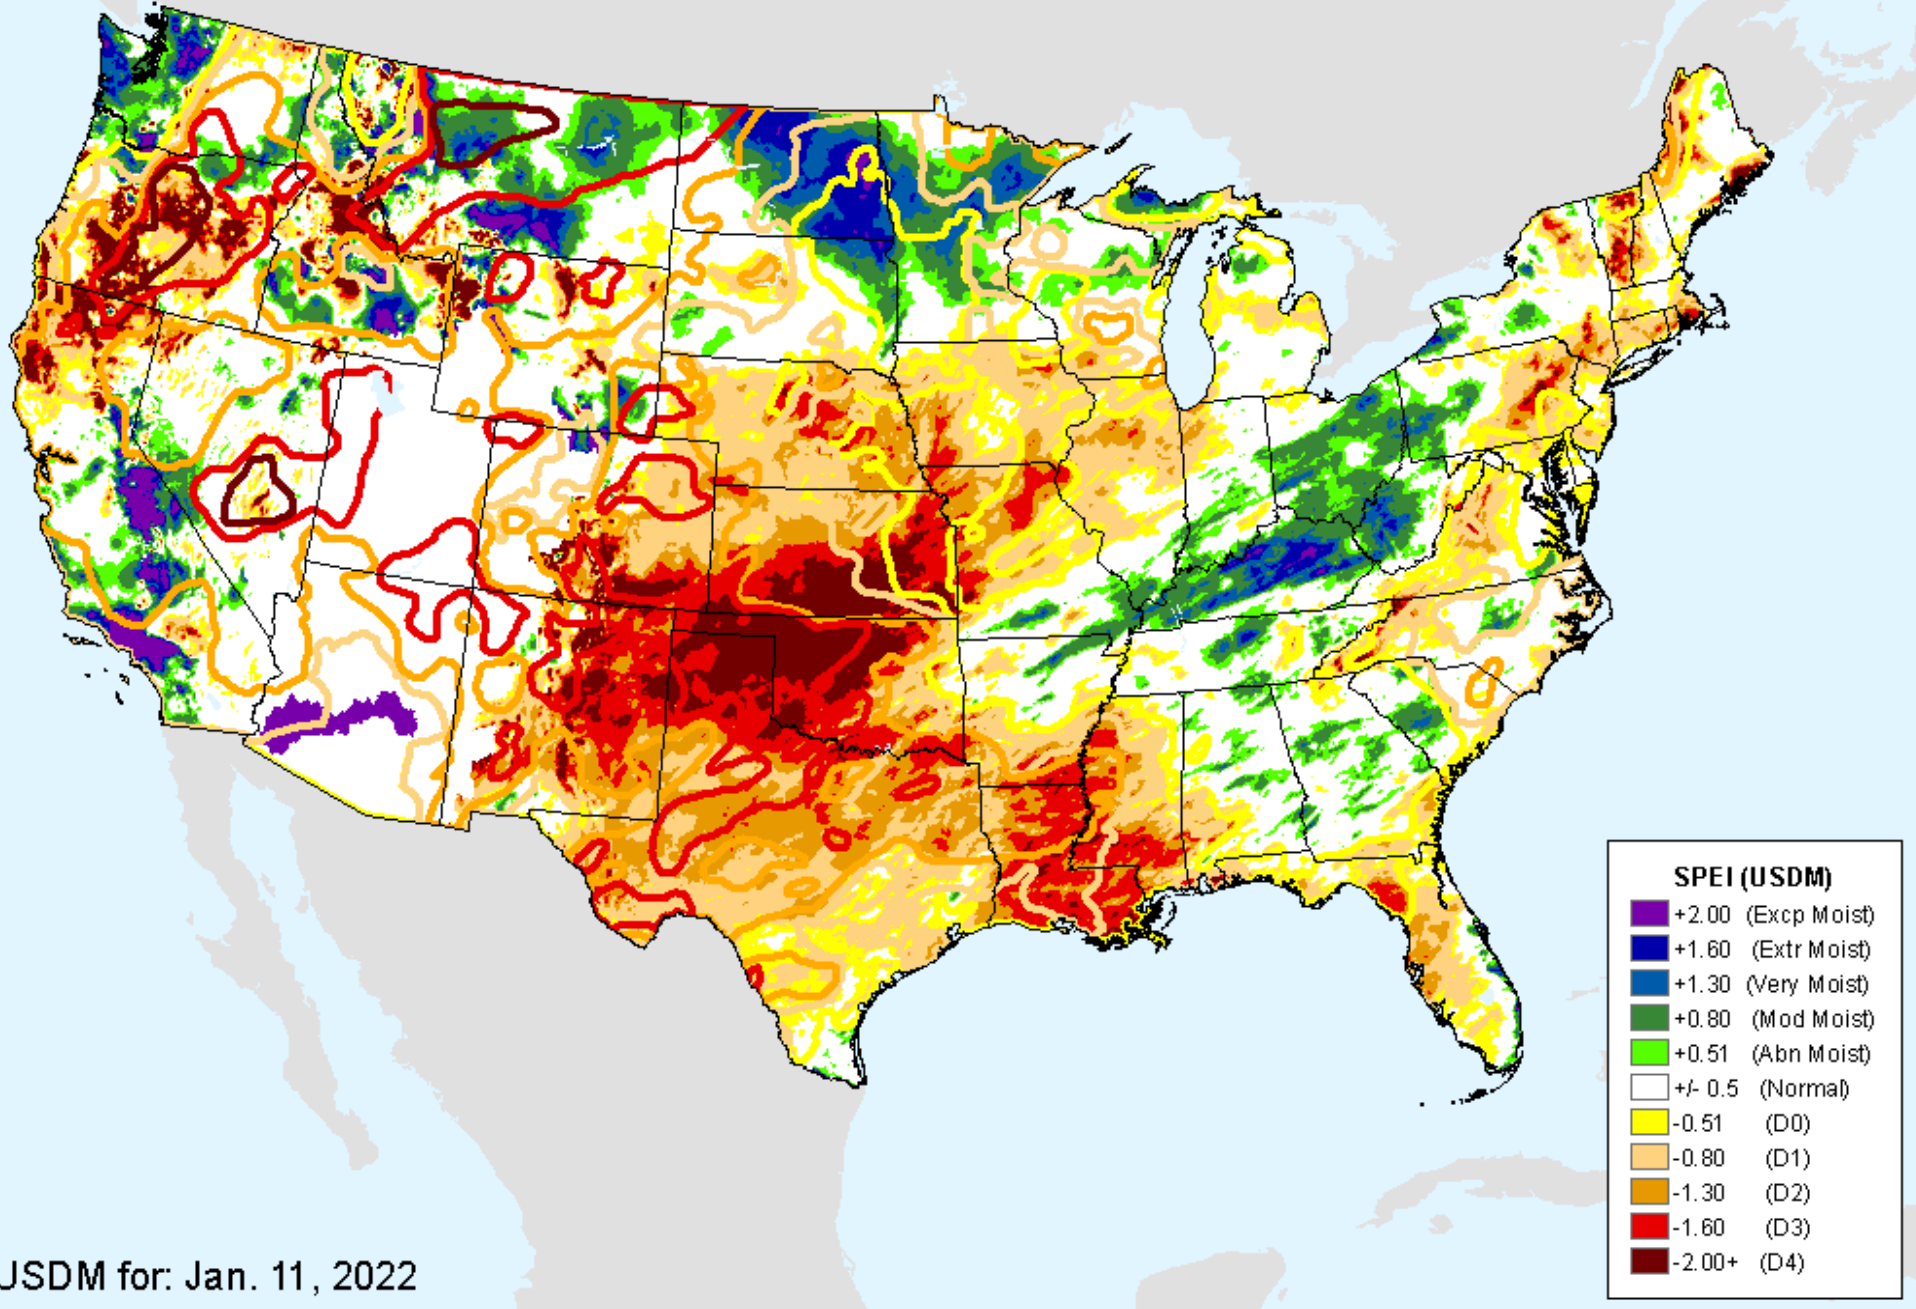 SPEI (USDM)
+2.00 (Excp Moist)
+1.60 (Extr Moist)
+1.30 (Very Moist)
+0.80 (Mod Moist)
+0.51 (Abn Moist)
+/- 0.5 (Normal)
-0.51 (D0)
-0.80 (D1)
-1.30 (D2)
-1.60 (D3)
-2.00+ (D4)
USDM for: Jan. 11, 2022